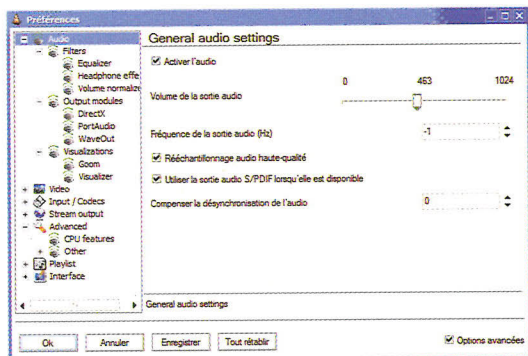 Préférences
Audio
Filters
Equalizer
Headphone effe
Volume normalize
Output modules
DirectX
PortAudio
WaveOut
Visualizations
Goom
Visualizer
Video
Input / Codecs
Stream output
Advanced
CPU features
Other
Playlist
Interface
General audio settings
Activer l'audio
0 463 1024
Volume de la sortie audio
Fréquence de la sortie audio (Hz) -1
Rééchantillonnage audio haute-qualité
Utiliser la sortie audio S/PDIF lorsqu'elle est disponible
Compenser la désynchronisation de l'audio 0
General audio settings
Ok Annuler Enregistrer Tout rétablir Options avancées